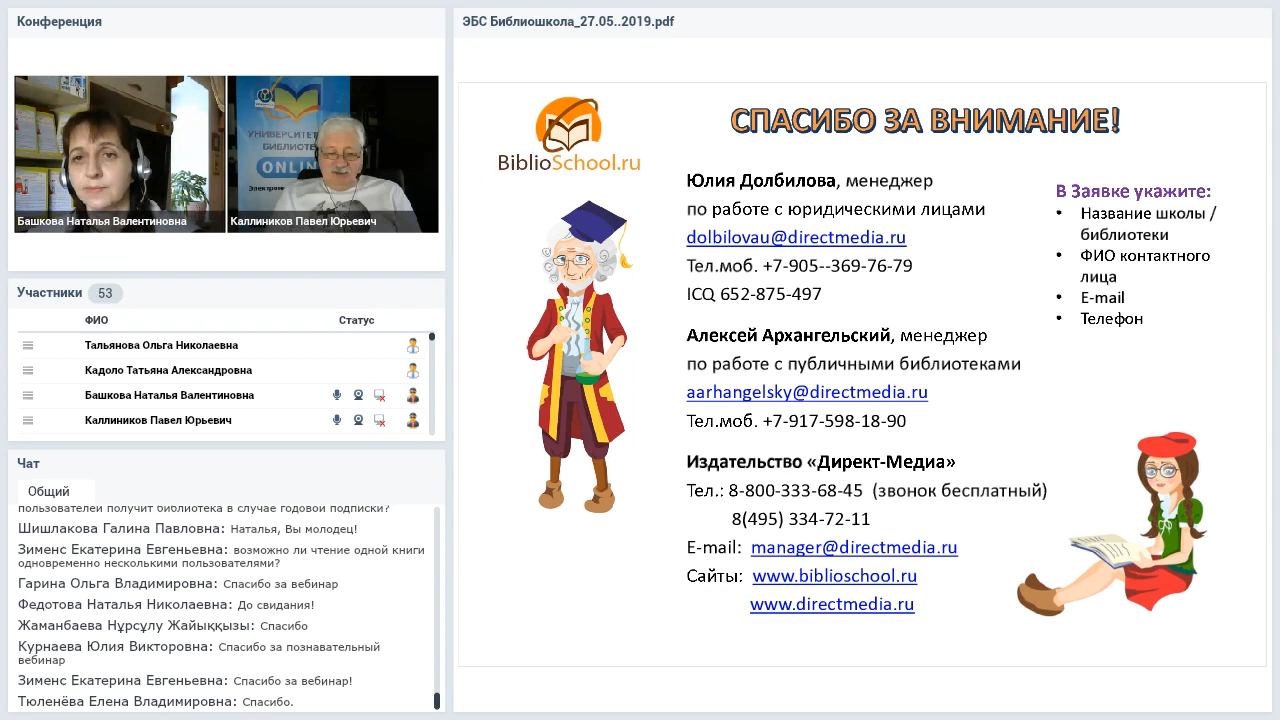 Конференция
УНИВЕРСИТЕТ
БИБЛИОТЕ
ONLIN
Башкова Наталья Валентиновна
Каллиников Павел Юрьевич
Участники 53
ФИО Статус
Тальянова Ольга Николаевна
Кадоло Татьяна Александровна
Башкова Наталья Валентиновна
Каллиников Павел Юрьевич
Чат
Общий
пользователей получит библиотека в случае годовой подписки?
Шишлакова Галина Павловна: Наталья, Вы молодец!
Зименс Екатерина Евгеньевна: возможно ли чтение одной книги
одновременно несколькими пользователями?
Гарина Ольга Владимировна: Спасибо за вебинар
Федотова Наталья Николаевна: До свидания!
Жаманбаева Нұрсұлу Жайыққызы: Спасибо
Курнаева Юлия Викторовна: Спасибо за познавательный
вебинар
Зименс Екатерина Евгеньевна: Спасибо за вебинар!
Тюленёва Елена Владимировна: Спасибо.
ЭБС Библиошкола_27.05..2019.pdf
BiblioSchool.ru
СПАСИБО ЗА ВНИМАНИЕ!
Юлия Долбилова, менеджер
по работе с юридическими лицами
dolbilovau@directmedia.ru
Тел.моб. +7-905--369-76-79
ICQ 652-875-497
Алексей Архангельский, менеджер
по работе с публичными библиотеками
aarhangelsky@directmedia.ru
Тел.моб. +7-917-598-18-90
Издательство «Директ-Медиа»
Тел.: 8-800-333-68-45 (звонок бесплатный)
8(495) 334-72-11
E-mail: manager@directmedia.ru
Сайты: www.biblioschool.ru
www.directmedia.ru
В Заявке укажите:
• Название школы /
библиотеки
• ФИО контактного
лица
• E-mail
• Телефон